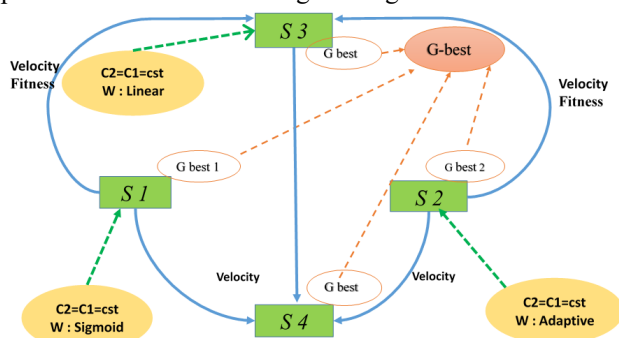 S 3
G best
G-best
Velocity
Fitness
C2=C1=cst
W : Linear
Velocity
Fitness
G best 1
G best 2
S 1
S 2
Velocity
Velocity
G best
C2=C1=cst
W : Sigmoid
S 4
C2=C1=cst
W : Adaptive